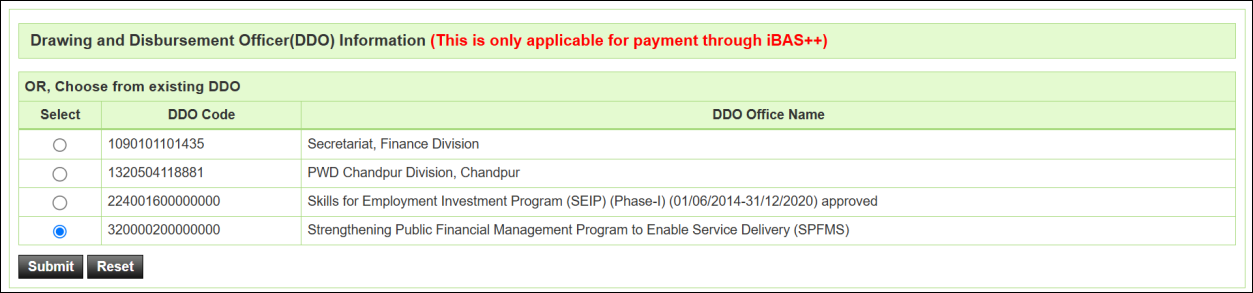 Drawing and Disbursement Officer(DDO) Information (This is only applicable for payment through iBAS++)
OR, Choose from existing DDO
Select DDO Code DDO Office Name
1090101101435 Secretariat, Finance Division
1320504118881 PWD Chandpur Division, Chandpur
224001600000000 Skills for Employment Investment Program (SEIP) (Phase-I) (01/06/2014-31/12/2020) approved
320000200000000 Strengthening Public Financial Management Program to Enable Service Delivery (SPFMS)
Submit Reset